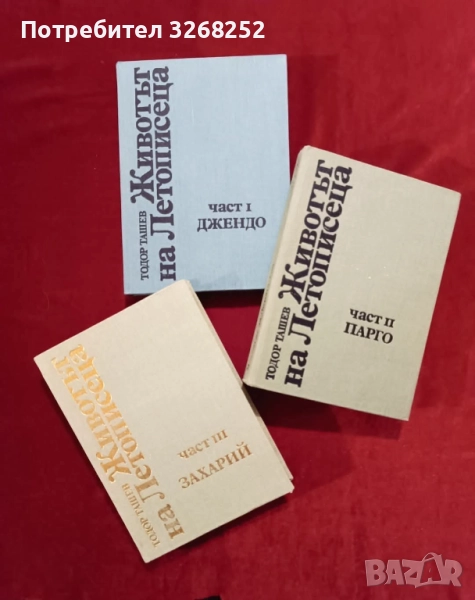 Потребител 3268252
ТОДОР ТАШЕВ
Животът
на Летописеца
част I
ДЖЕНДО
ТОДОР ТАШЕВ
Животът
на Летописеца
част II
ПАРГО
ТОДОР ТАШЕВ
Животът
на Летописеца
част III
ЗАХАРИЙ
BAZAR